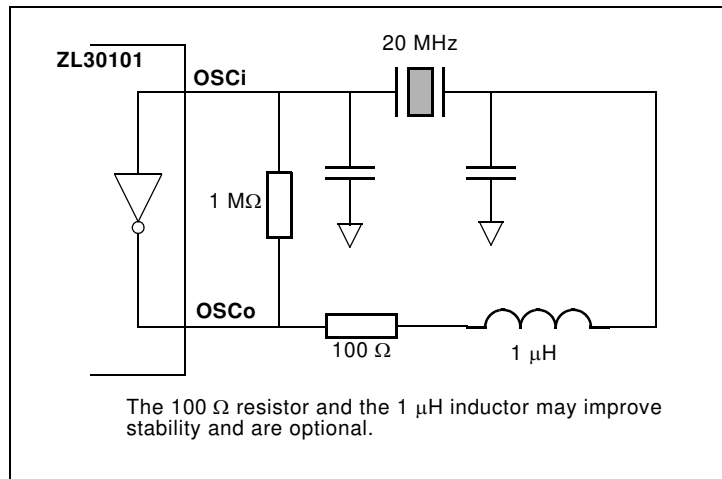 20 MHz
ZL30101
OSCi
1 MΩ
OSCo
100 Ω
1 μH
The 100 Ω resistor and the 1 μH inductor may improve
stability and are optional.